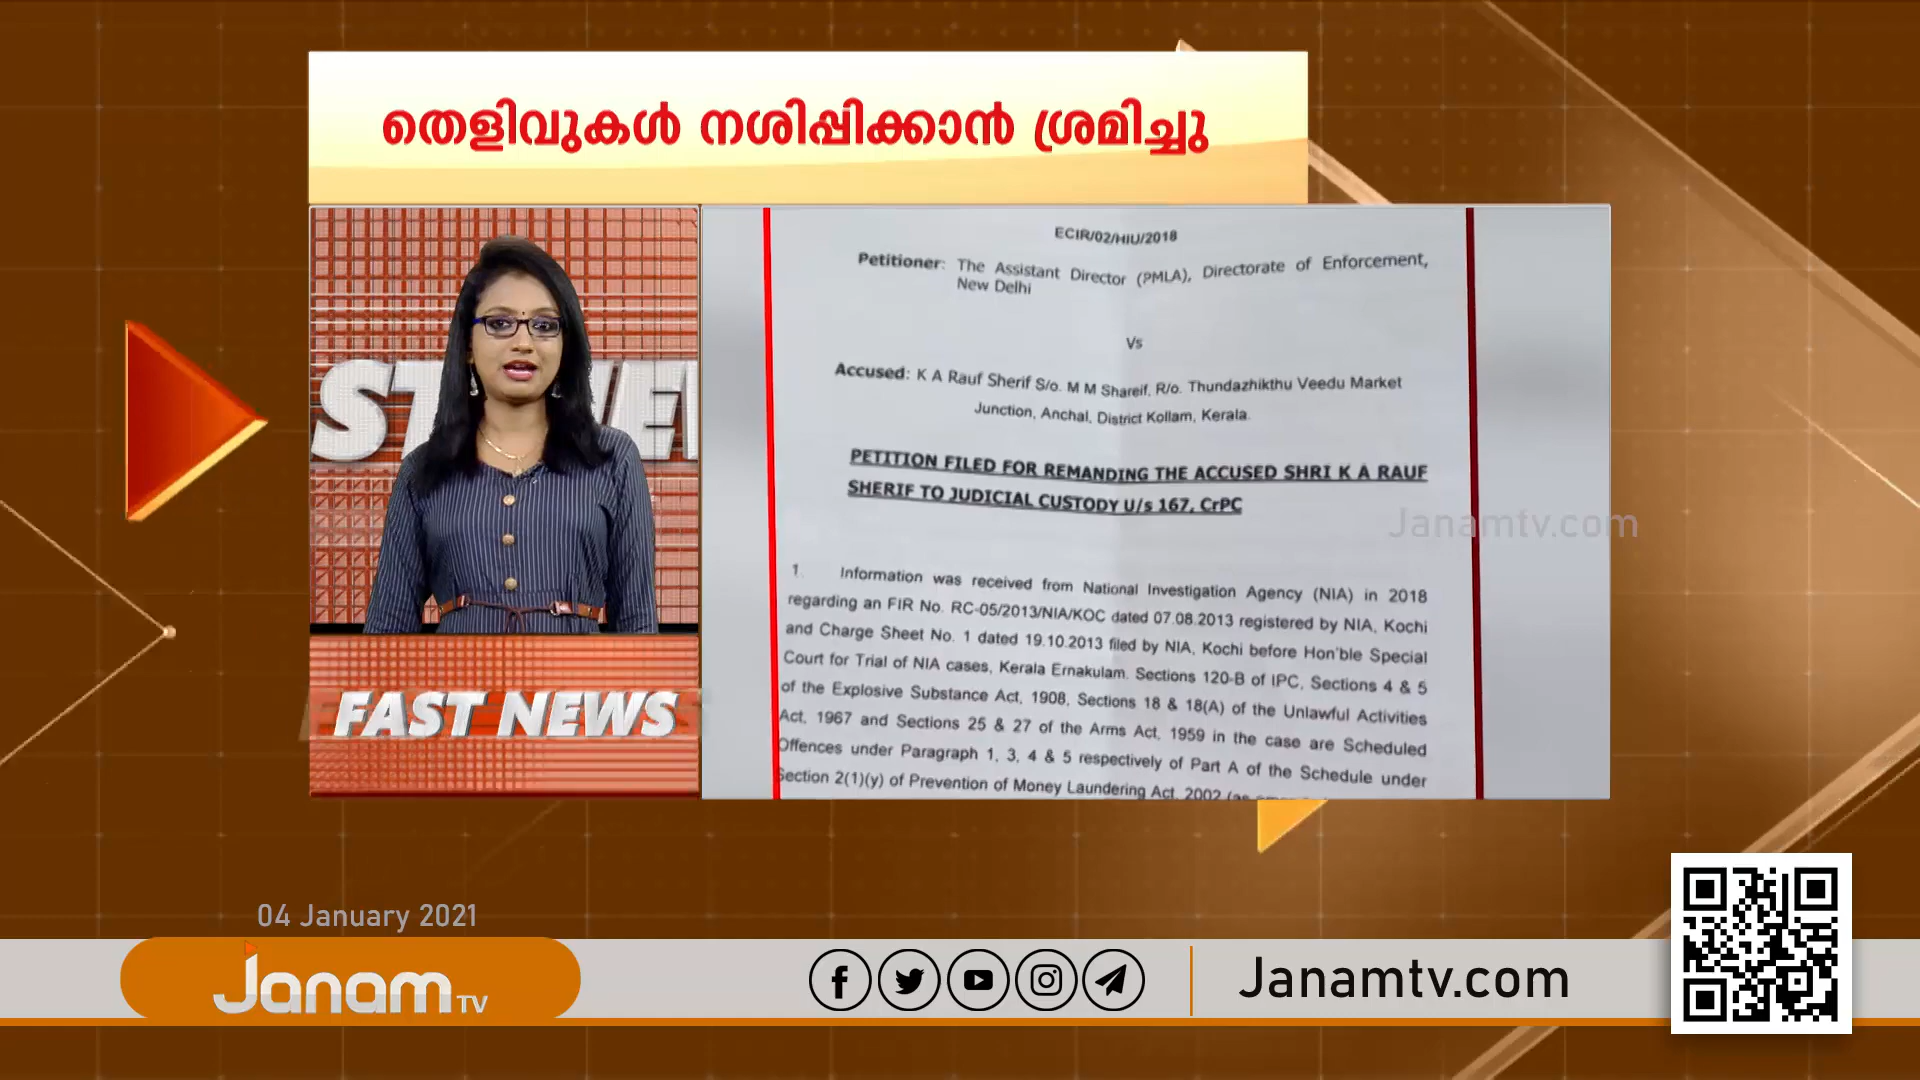 തെളിവുകൾ നശിപ്പിക്കാൻ ശ്രമിച്ചു
ECIR/02/HIU/2018
Petitioner: The Assistant Director (PMLA), Directorate of Enforcement,
New Delhi
Vs
Accused: K A Rauf Sherif S/o. M M Shareif, R/o. Thundazhikthu Veedu Market
Junction, Anchal, District Kollam, Kerala.
PETITION FILED FOR REMANDING THE ACCUSED SHRI K A RAUF
SHERIF TO JUDICIAL CUSTODY U/s 167, CrPC
Janamtv.com
1. Information was received from National Investigation Agency (NIA) in 2018
regarding an FIR No. RC-05/2013/NIA/KOC dated 07.08.2013 registered by NIA, Kochi
and Charge Sheet No. 1 dated 19.10.2013 filed by NIA, Kochi before Hon'ble Special
Court for Trial of NIA cases, Kerala Ernakulam. Sections 120-B of IPC, Sections 4 & 5
of the Explosive Substance Act, 1908, Sections 18 & 18(A) of the Unlawful Activities
Act, 1967 and Sections 25 & 27 of the Arms Act, 1959 in the case are Scheduled
Offences under Paragraph 1, 3, 4 & 5 respectively of Part A of the Schedule under
Section 2(1)(y) of Prevention of Money Laundering Act, 2002 (as
FAST NEWS
04 January 2021
Janam TV
Janamtv.com